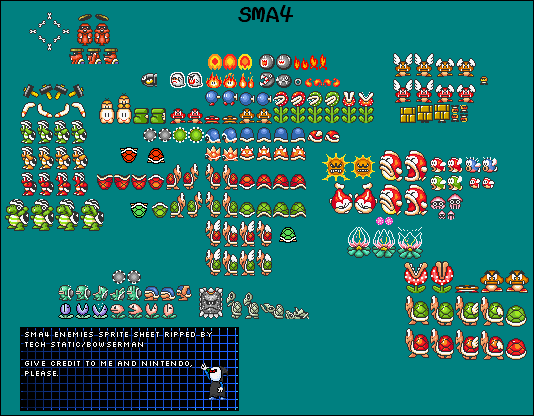 SMA4
SMA4 ENEMIES SPRITE SHEET RIPPED BY
TECH STATIC/BOWSERMAN
GIVE CREDIT TO ME AND NINTENDO,
PLEASE.